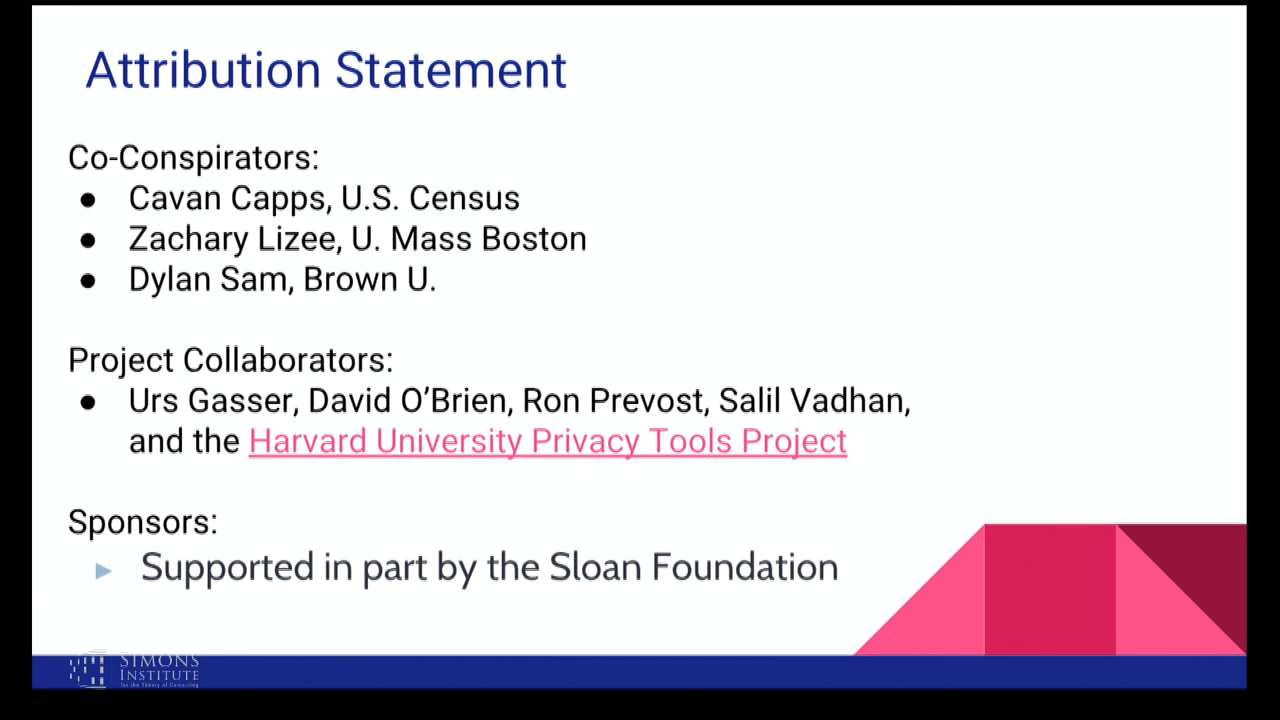 Attribution Statement
Co-Conspirators:
● Cavan Capps, U.S. Census
● Zachary Lizee, U. Mass Boston
● Dylan Sam, Brown U.
Project Collaborators:
● Urs Gasser, David O’Brien, Ron Prevost, Salil Vadhan,
and the Harvard University Privacy Tools Project
Sponsors:
► Supported in part by the Sloan Foundation
SIMONS
INSTITUTE
for the Theory of Computing